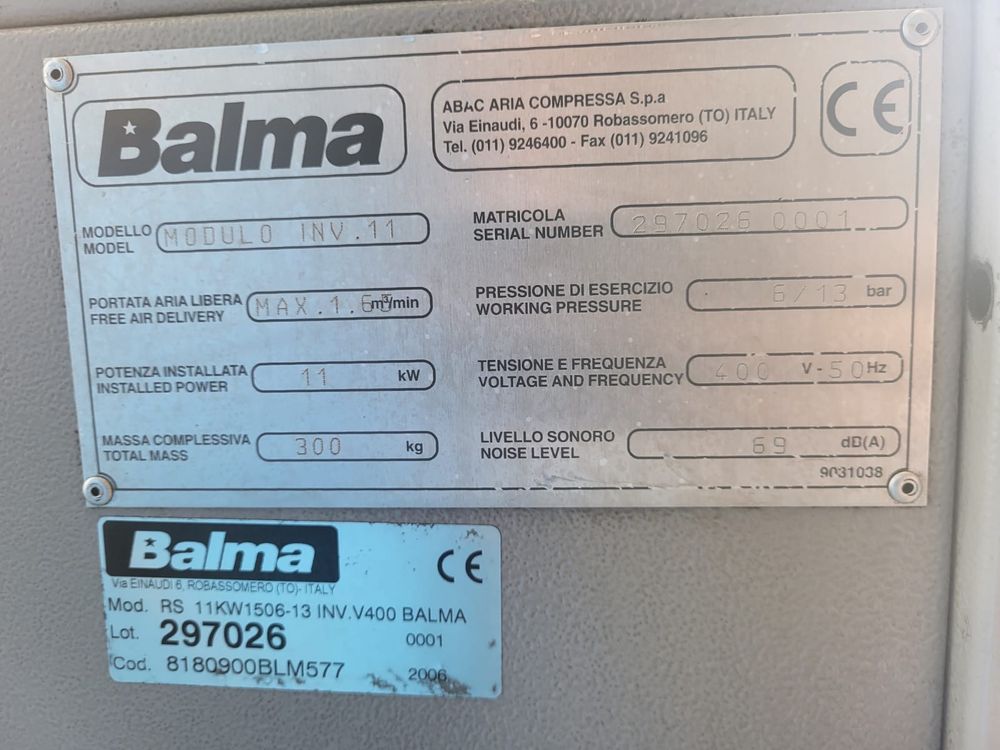 Balma
ABAC ARIA COMPRESSA S.p.a
Via Einaudi, 6 -10070 Robassomero (TO) ITALY
Tel. (011) 9246400 - Fax (011) 9241096
CE
MODELLO
MODEL
MODULO INV.11
MATRICOLA
SERIAL NUMBER
297026 0001
PORTATA ARIA LIBERA
FREE AIR DELIVERY
MAX.1.65 m³/min
PRESSIONE DI ESERCIZIO
WORKING PRESSURE
6/13 bar
POTENZA INSTALLATA
INSTALLED POWER
11 kW
TENSIONE E FREQUENZA
VOLTAGE AND FREQUENCY
400 V - 50 Hz
MASSA COMPLESSIVA
TOTAL MASS
300 kg
LIVELLO SONORO
NOISE LEVEL
69 dB(A)
9031038
Balma
CE
Via EINAUDI 6, ROBASSOMERO (TO)- ITALY
Mod. RS 11KW1506-13 INV.V400 BALMA
Lot. 297026 0001
Cod. 8180900BLM577 2006